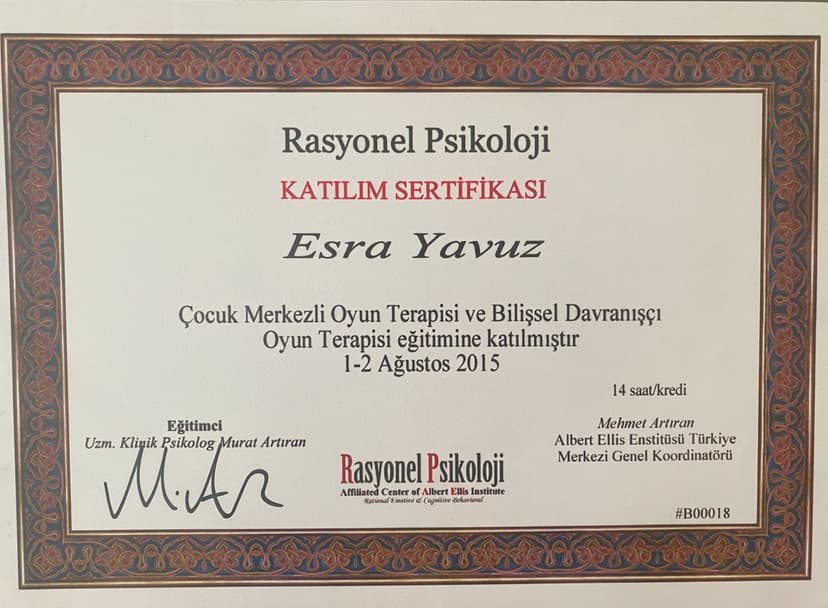 Rasyonel Psikoloji
KATILIM SERTİFİKASI
Esra Yavuz
Çocuk Merkezli Oyun Terapisi ve Bilişsel Davranışçı
Oyun Terapisi eğitimine katılmıştır
1-2 Ağustos 2015
14 saat/kredi
Eğitimci
Uzm. Klinik Psikolog Murat Artıran
M.Ar
Mehmet Artıran
Albert Ellis Enstitüsü Türkiye
Merkezi Genel Koordinatörü
Rasyonel Psikoloji
Affiliated Center of Albert Ellis Institute
Rational Emotive & Cognitive Behavioral
#B00018